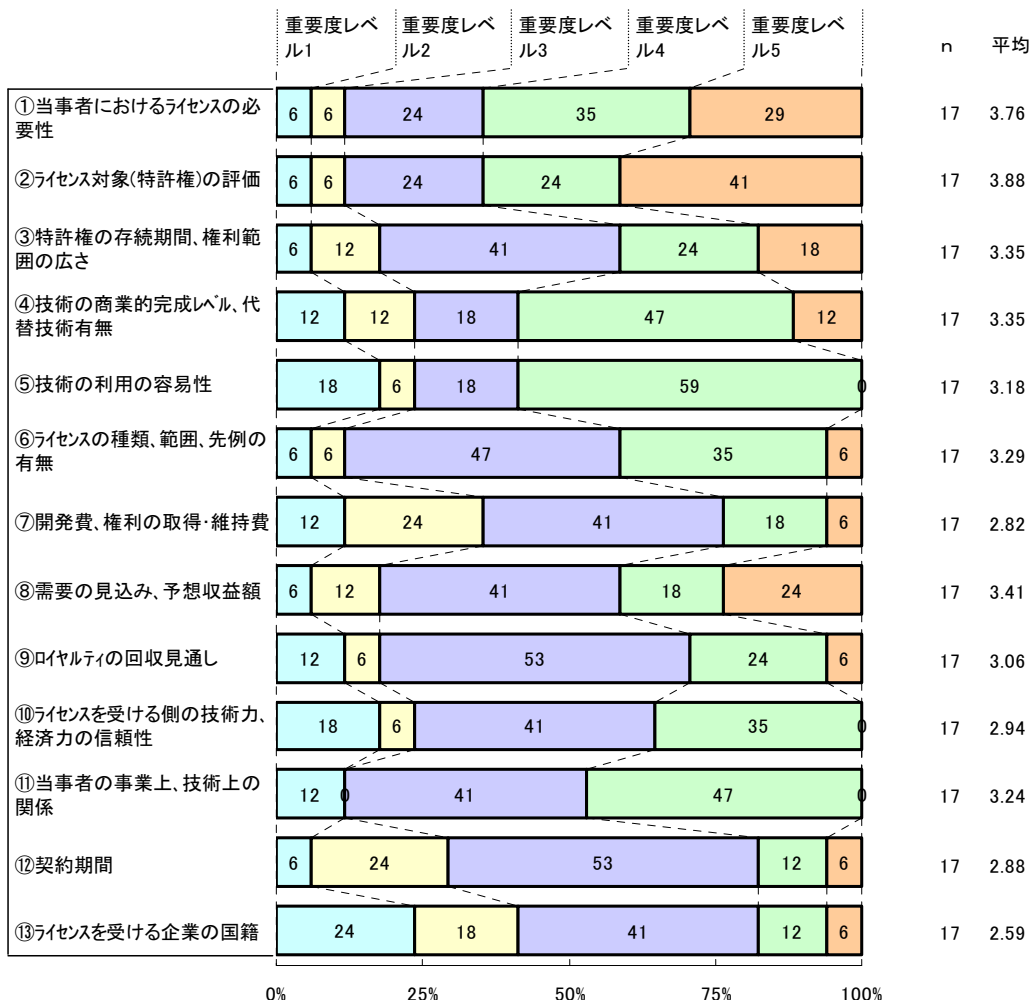 重要度レベ 重要度レベ 重要度レベ 重要度レベ 重要度レベ
ル1 ル2 ル3 ル4 ル5
n 平均
①当事者におけるライセンスの必
要性
6 6 24 35 29 17 3.76
②ライセンス対象(特許権)の評価
6 6 24 24 41 17 3.88
③特許権の存続期間、権利範
囲の広さ
6 12 41 24 18 17 3.35
④技術の商業的完成レベル、代
替技術有無
12 12 18 47 12 17 3.35
⑤技術の利用の容易性
18 6 18 59 0 17 3.18
⑥ライセンスの種類、範囲、先例の
有無
6 6 47 35 6 17 3.29
⑦開発費、権利の取得・維持費
12 24 41 18 6 17 2.82
⑧需要の見込み、予想収益額
6 12 41 18 24 17 3.41
⑨ロイヤルティの回収見通し
12 6 53 24 6 17 3.06
⑩ライセンスを受ける側の技術力、
経済力の信頼性
18 6 41 35 0 17 2.94
⑪当事者の事業上、技術上の
関係
12 0 41 47 0 17 3.24
⑫契約期間
6 24 53 12 6 17 2.88
⑬ライセンスを受ける企業の国籍
24 18 41 12 6 17 2.59
0% 25% 50% 75% 100%